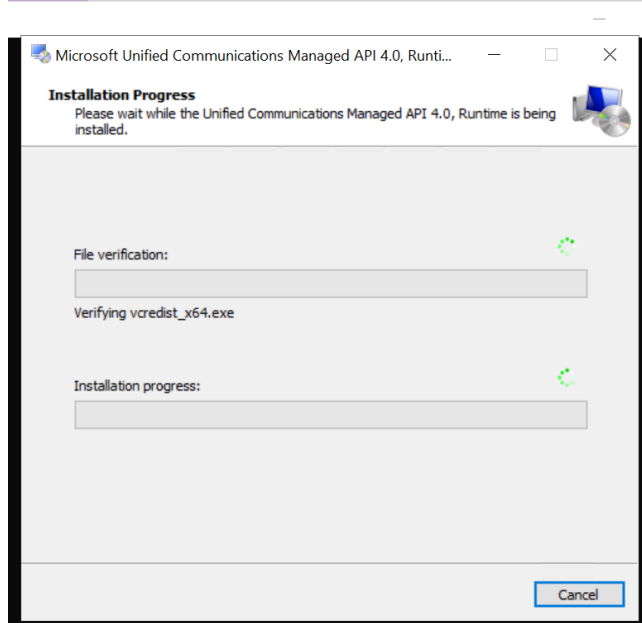 Microsoft Unified Communications Managed API 4.0, Runti...
Installation Progress
Please wait while the Unified Communications Managed API 4.0, Runtime is being
installed.
File verification:
Verifying vcredist_x64.exe
Installation progress:
Cancel